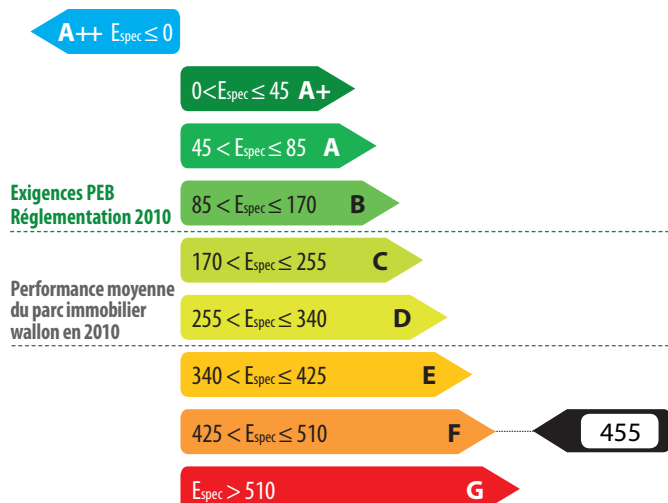 A++ Espec ≤ 0
0<Espec ≤ 45 A+
45 < Espec ≤ 85 A
Exigences PEB
Réglementation 2010
85 < Espec ≤ 170 B
170 < Espec ≤ 255 C
Performance moyenne
du parc immobilier
wallon en 2010
255 < Espec ≤ 340 D
340 < Espec ≤ 425 E
425 < Espec ≤ 510 F
455
Espec > 510 G